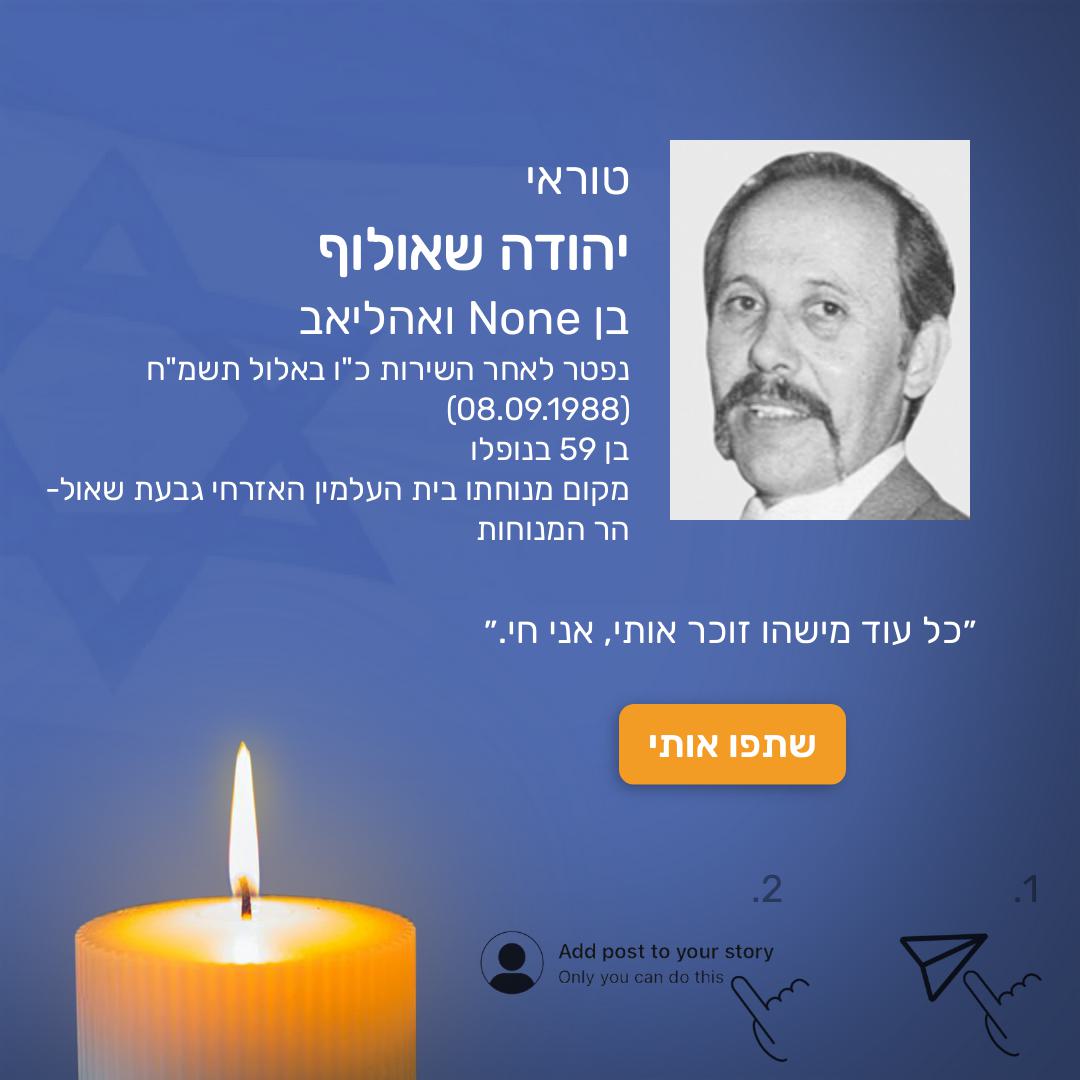 טוראי
יהודה שאולוף
בן None ואהליאב
נפטר לאחר השירות כ"ו באלול תשמ"ח
(08.09.1988)
בן 59 בנופלו
מקום מנוחתו בית העלמין האזרחי גבעת שאול-
הר המנוחות
״כל עוד מישהו זוכר אותי, אני חי.״
שתפו אותי
1.
2.
Add post to your story
Only you can do this